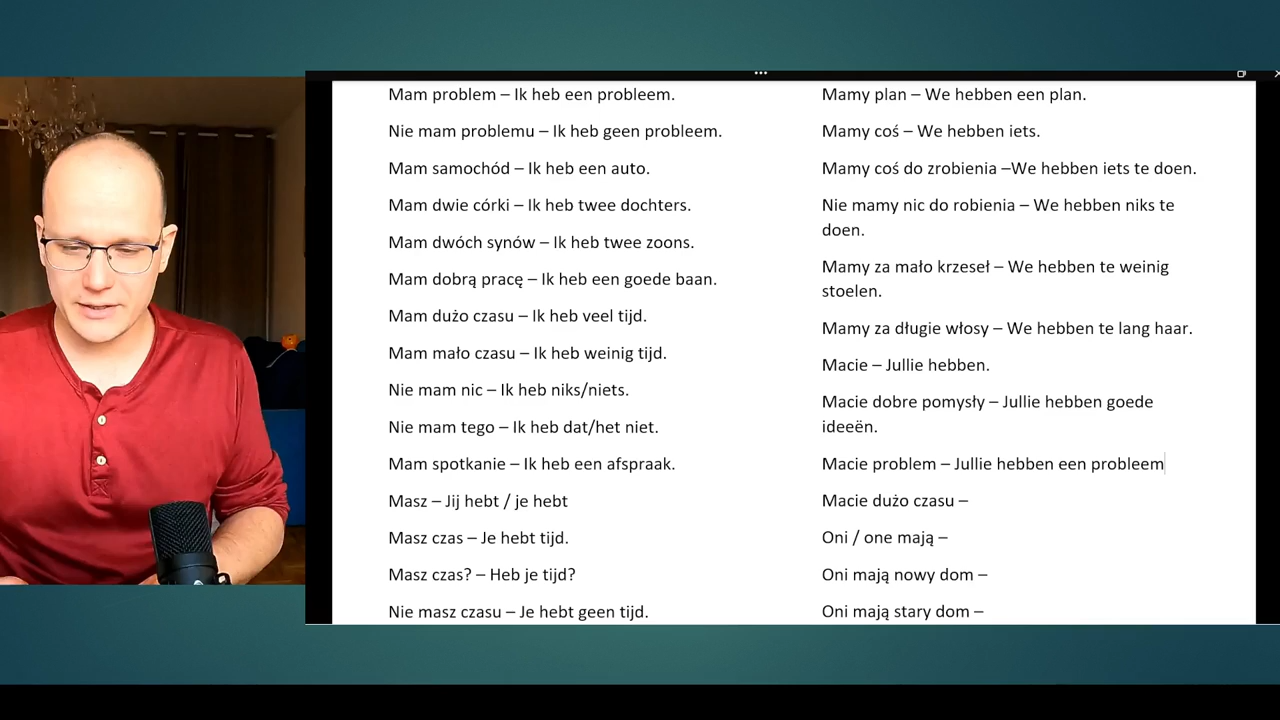 Mam problem – Ik heb een probleem.
Nie mam problemu – Ik heb geen probleem.
Mam samochód – Ik heb een auto.
Mam dwie córki – Ik heb twee dochters.
Mam dwóch synów – Ik heb twee zoons.
Mam dobrą pracę – Ik heb een goede baan.
Mam dużo czasu – Ik heb veel tijd.
Mam mało czasu – Ik heb weinig tijd.
Nie mam nic – Ik heb niks/niets.
Nie mam tego – Ik heb dat/het niet.
Mam spotkanie – Ik heb een afspraak.
Masz – Jij hebt / je hebt
Masz czas – Je hebt tijd.
Masz czas? – Heb je tijd?
Nie masz czasu – Je hebt geen tijd.
Mamy plan – We hebben een plan.
Mamy coś – We hebben iets.
Mamy coś do zrobienia –We hebben iets te doen.
Nie mamy nic do robienia – We hebben niks te
doen.
Mamy za mało krzeseł – We hebben te weinig
stoelen.
Mamy za długie włosy – We hebben te lang haar.
Macie – Jullie hebben.
Macie dobre pomysły – Jullie hebben goede
ideeën.
Macie problem – Jullie hebben een probleem
Macie dużo czasu –
Oni / one mają –
Oni mają nowy dom –
Oni mają stary dom –